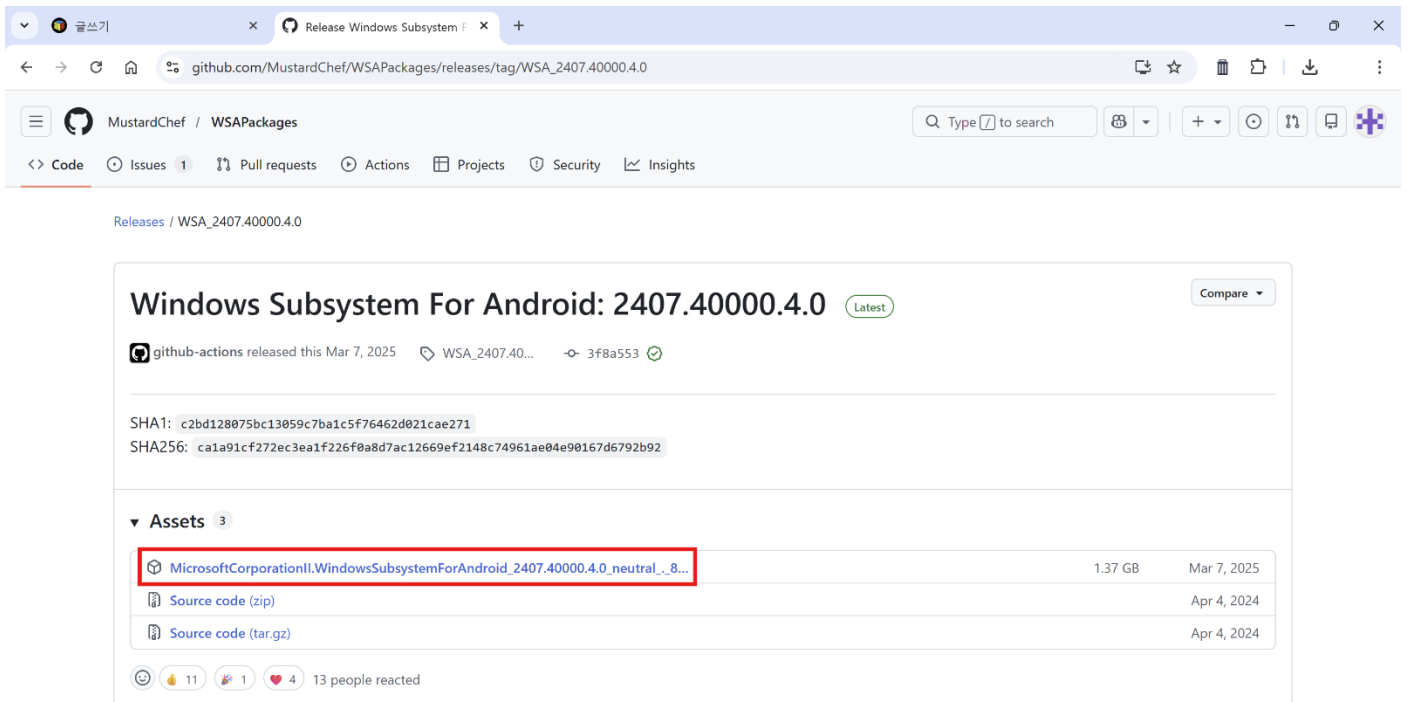 글쓰기
Release Windows Subsystem F
github.com/MustardChef/WSAPackages/releases/tag/WSA_2407.40000.4.0
MustardChef / WSAPackages
Type / to search
Code Issues 1 Pull requests Actions Projects Security Insights
Releases / WSA_2407.40000.4.0
Windows Subsystem For Android: 2407.40000.4.0 Latest
Compare
github-actions released this Mar 7, 2025 WSA_2407.40... 3f8a553
SHA1: c2bd128075bc13059c7ba1c5f76462d021cae271
SHA256: ca1a91cf272ec3ea1f226f0a8d7ac12669ef2148c74961ae04e90167d6792b92
Assets 3
MicrosoftCorporationII.WindowsSubsystemForAndroid_2407.40000.4.0_neutral_._8... 1.37 GB Mar 7, 2025
Source code (zip) Apr 4, 2024
Source code (tar.gz) Apr 4, 2024
👍 11 🎉 1 ❤️ 4 13 people reacted